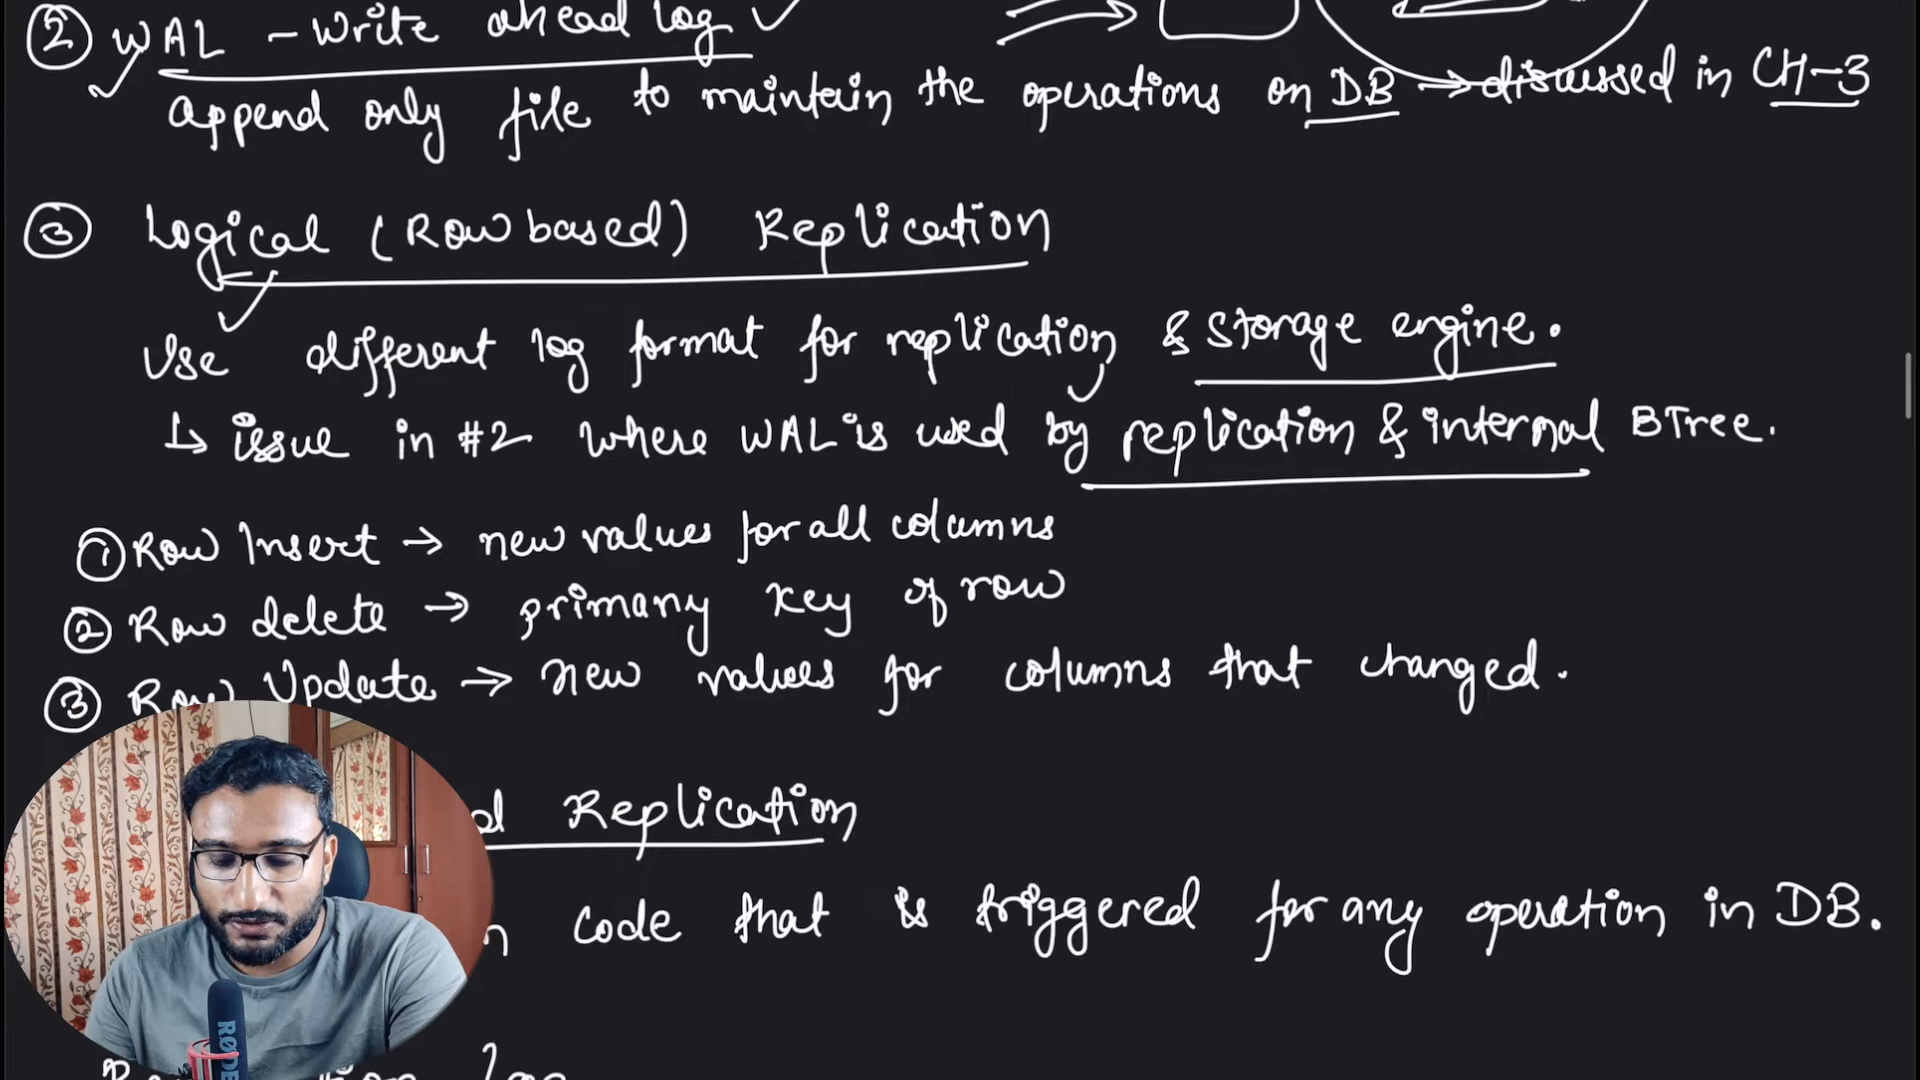 ② WAL - Write ahead log
append only file to maintain the operations on DB → discussed in CH-3
③ Logical (Row based) Replication
Use different log format for replication & storage engine.
↳ issue in #2 where WAL is used by replication & internal BTree.
① Row Insert → new values for all columns
② Row delete → primary key of row
③ Row Update → new values for columns that changed.
d Replication
n code that is triggered for any operation in DB.
RØDE